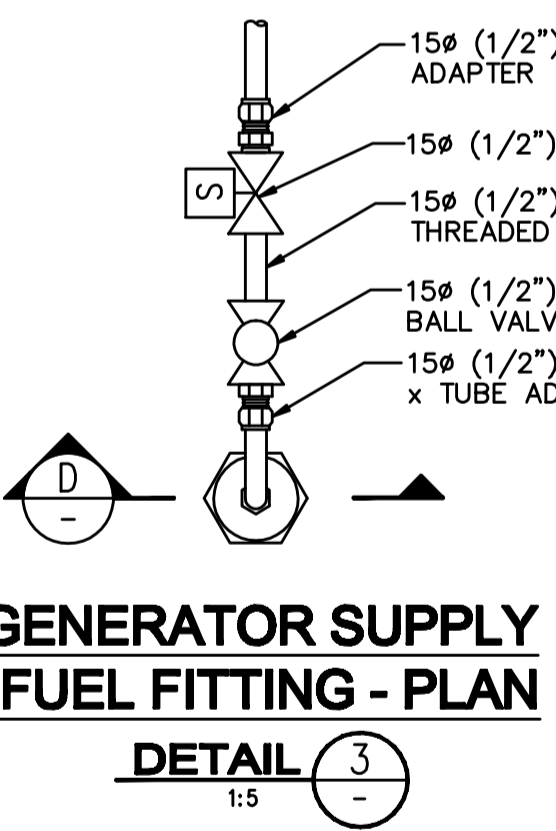 15ø (1/2")
ADAPTER
15ø (1/2")
S
15ø (1/2")
THREADED
15ø (1/2")
BALL VALV
15ø (1/2")
x TUBE AD
D
-
GENERATOR SUPPLY
FUEL FITTING - PLAN
DETAIL 3
1:5 -